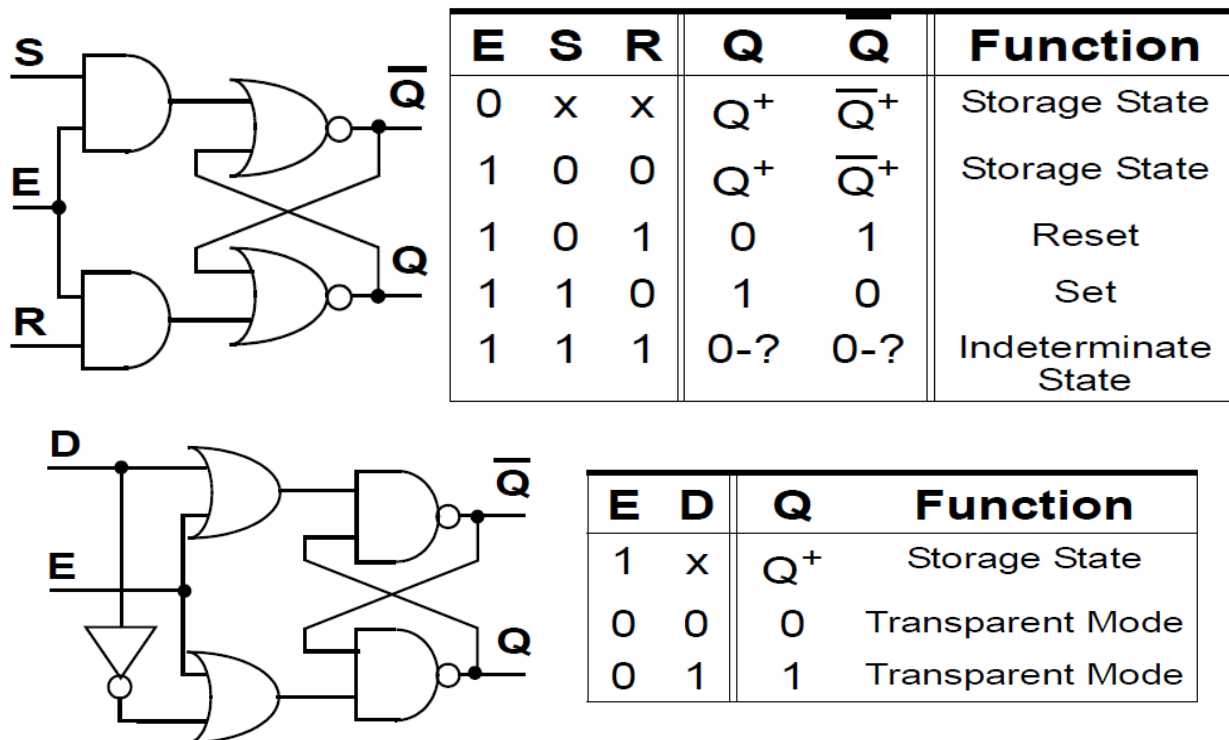 S
E
R
Q̅
Q
E S R Q Q̅ Function
0 x x Q⁺ Q̅⁺ Storage State
1 0 0 Q⁺ Q̅⁺ Storage State
1 0 1 0 1 Reset
1 1 0 1 0 Set
1 1 1 0-? 0-? Indeterminate
State
D
E
Q̅
Q
E D Q Function
1 x Q⁺ Storage State
0 0 0 Transparent Mode
0 1 1 Transparent Mode